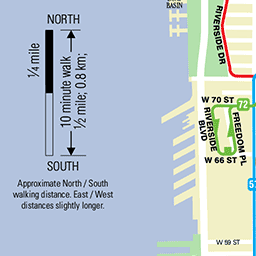 NORTH
1/4 mile
10 minute walk
1/2 mile; 0.8 km;
SOUTH
Approximate North / South
walking distance. East / West
distances slightly longer.
BASIN
RIVERSIDE DR
W 70 ST
72
RIVERSIDE
BLVD
FREEDOM PL
W 66 ST
W 59 ST